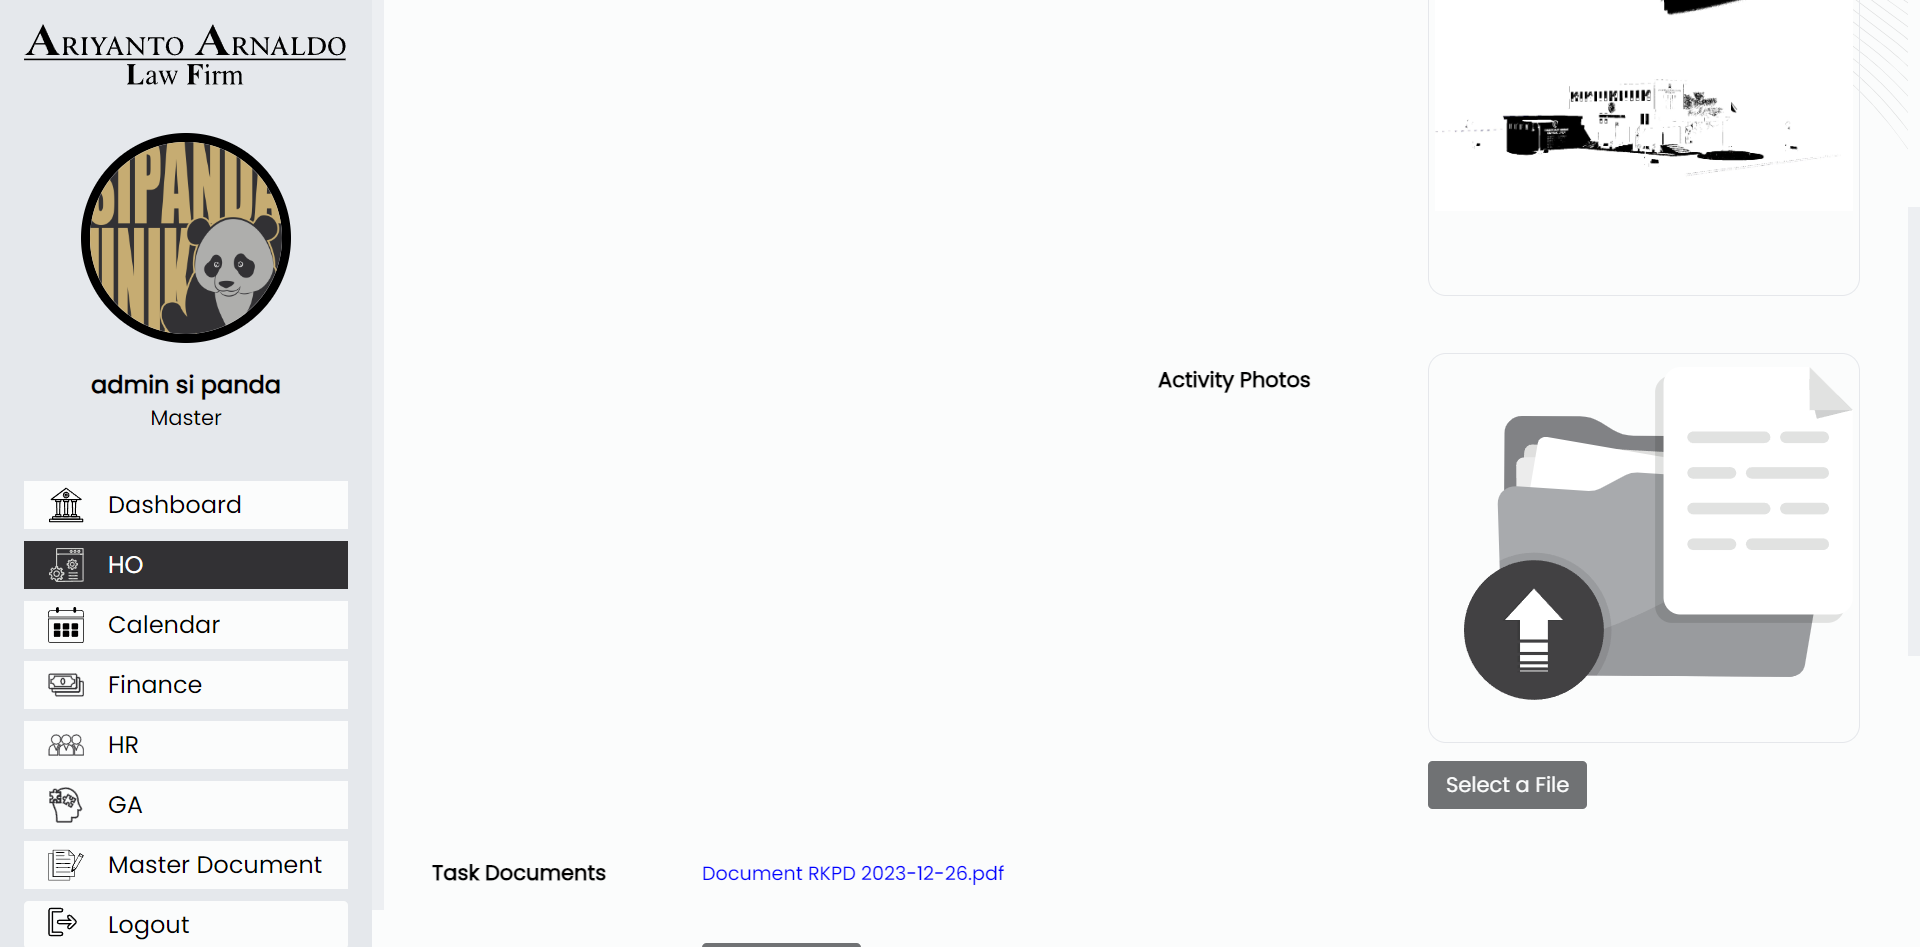 ARIYANTO ARNALDO
Law Firm
SIPANDA
UNIK
admin si panda
Master
Dashboard
HO
Calendar
Finance
HR
GA
Master Document
Logout
Activity Photos
Select a File
Task Documents
Document RKPD 2023-12-26.pdf